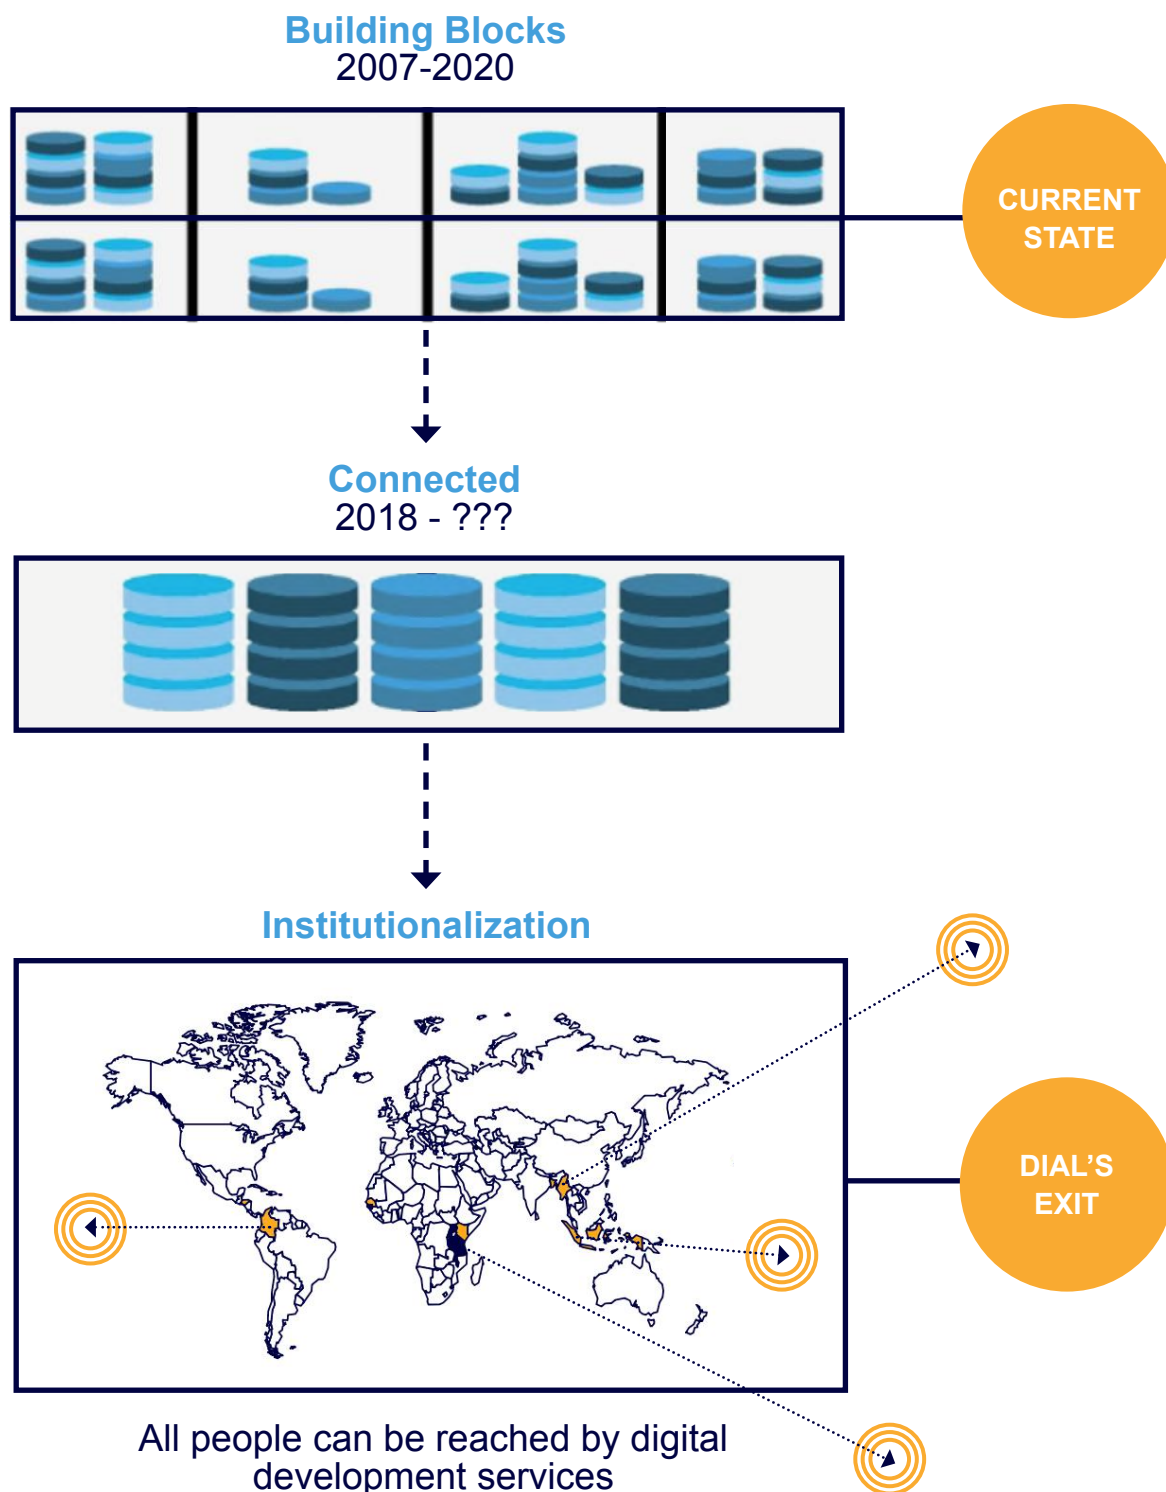 Building Blocks
2007-2020
CURRENT
STATE
Connected
2018 - ???
Institutionalization
DIAL'S
EXIT
All people can be reached by digital
development services